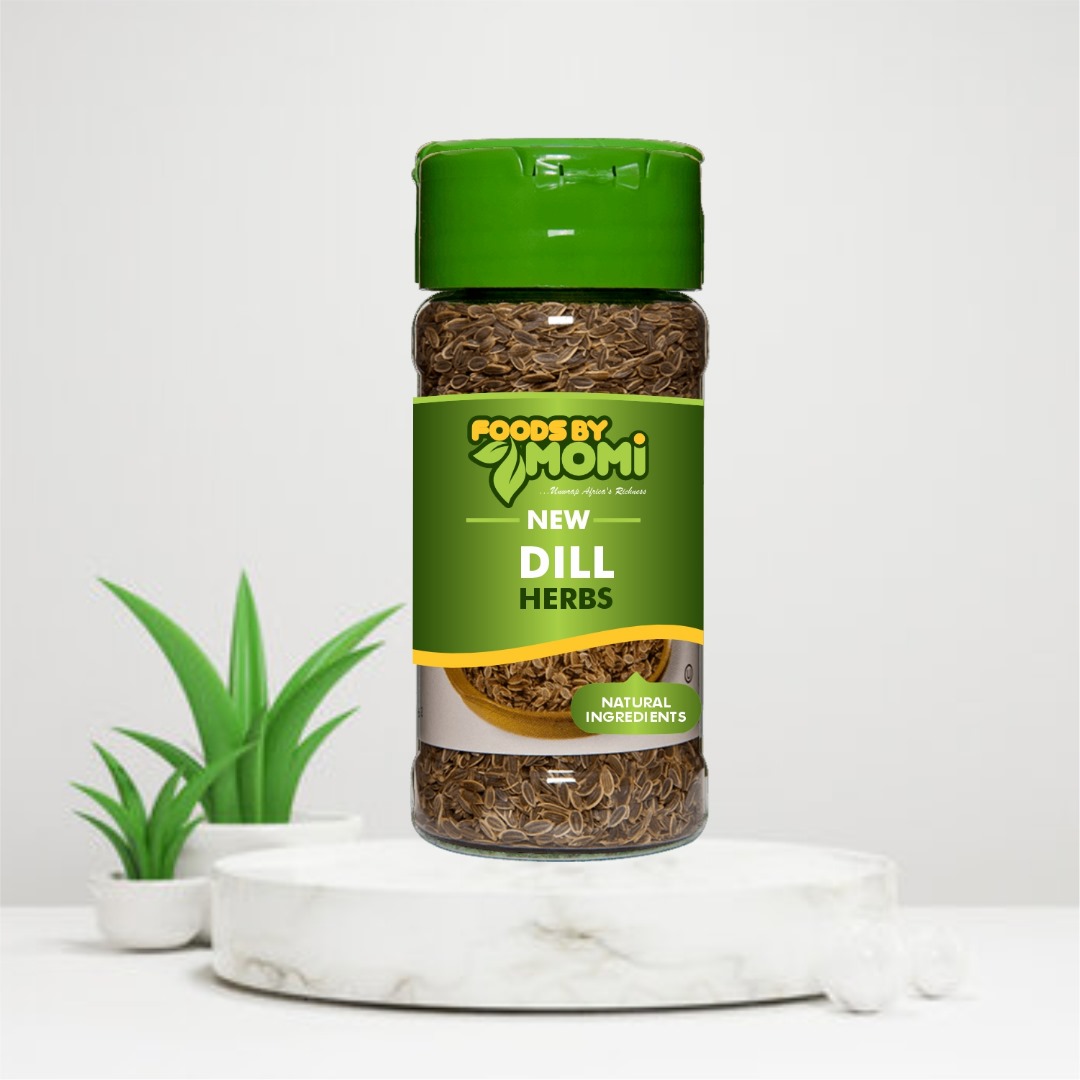 FOODS BY
MOMi
...Unwrap Africa's Richness
NEW
DILL
HERBS
NATURAL
INGREDIENTS